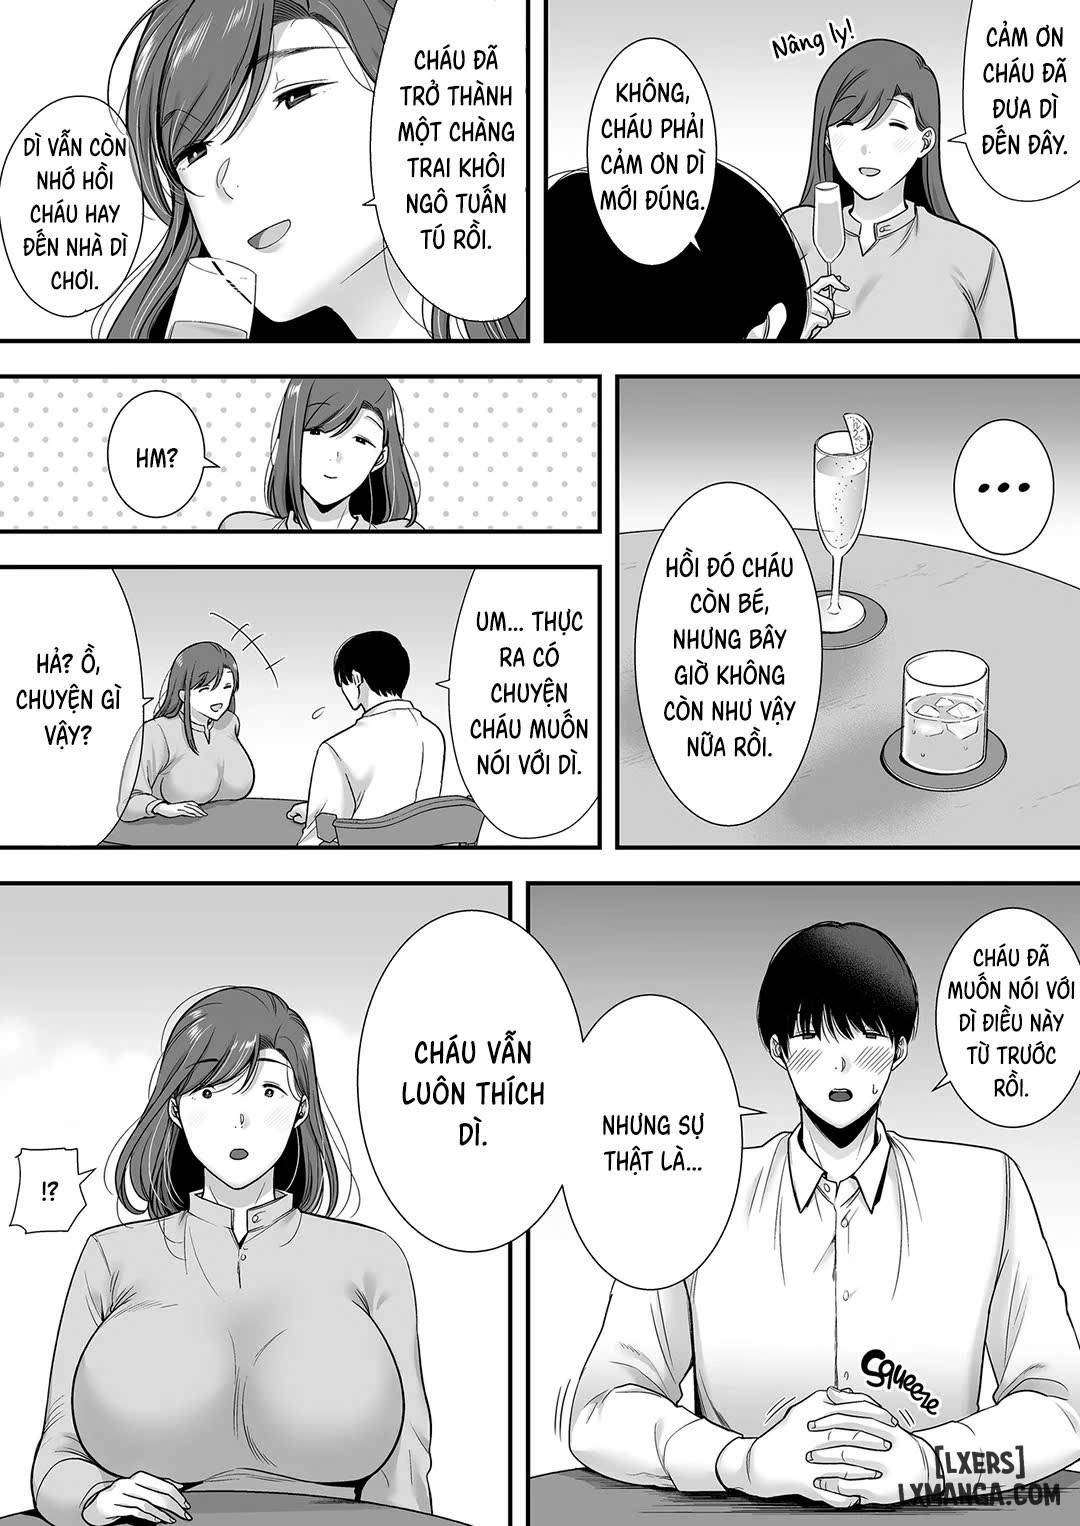 CẢM ƠN
CHÁU ĐÃ
ĐƯA DÌ
ĐẾN ĐÂY.
Nâng ly!
KHÔNG,
CHÁU PHẢI
CẢM ƠN DÌ
MỚI ĐÚNG.
CHÁU ĐÃ
TRỞ THÀNH
MỘT CHÀNG
TRAI KHÔI
NGÔ TUẤN
TÚ RỒI.
DÌ VẪN CÒN
NHỚ HỒI
CHÁU HAY
ĐẾN NHÀ DÌ
CHƠI.
...
HỒI ĐÓ CHÁU
CÒN BÉ,
NHƯNG BÂY
GIỜ KHÔNG
CÒN NHƯ VẬY
NỮA RỒI.
HM?
UM... THỰC
RA CÓ
CHUYỆN
CHÁU MUỐN
NÓI VỚI DÌ.
HẢ? Ồ,
CHUYỆN GÌ
VẬY?
CHÁU ĐÃ
MUỐN NÓI VỚI
DÌ ĐIỀU NÀY
TỪ TRƯỚC
RỒI.
NHƯNG SỰ
THẬT LÀ...
Squeeze
CHÁU VẪN
LUÔN THÍCH
DÌ.
!?
[LXERS]
LXMANGA.COM